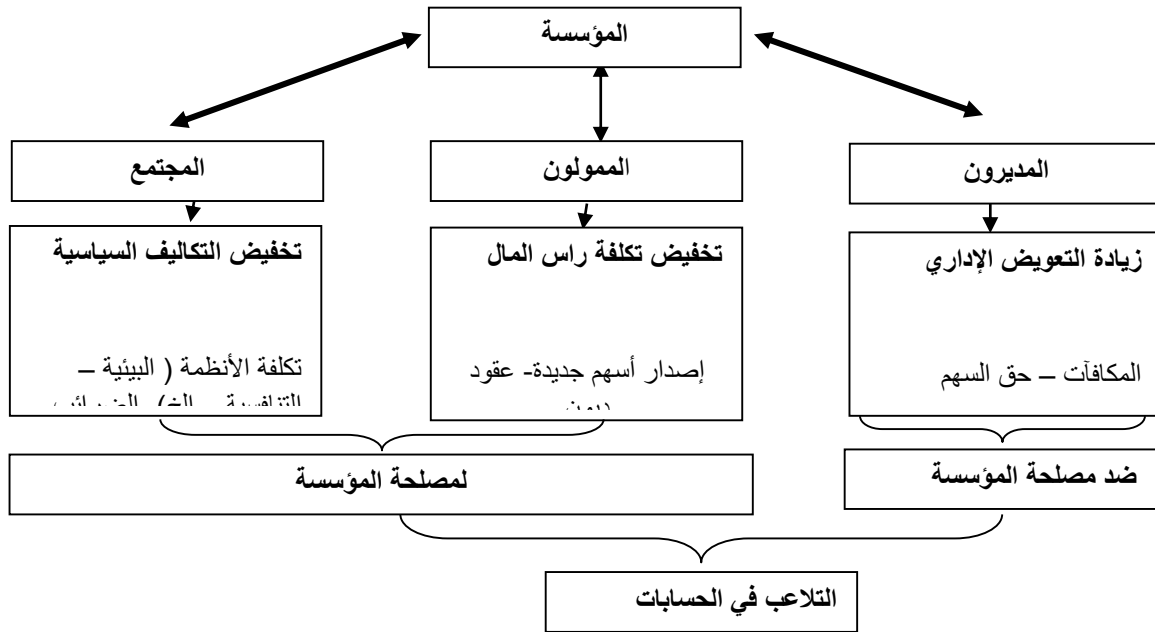 المؤسسة
المديرون
الممولون
المجتمع
زيادة التعويض الإداري
المكافآت – حق السهم
تخفيض تكلفة راس المال
إصدار أسهم جديدة- عقود
تخفيض التكاليف السياسية
تكلفة الأنظمة ( البيئية –
ضد مصلحة المؤسسة
لمصلحة المؤسسة
التلاعب في الحسابات